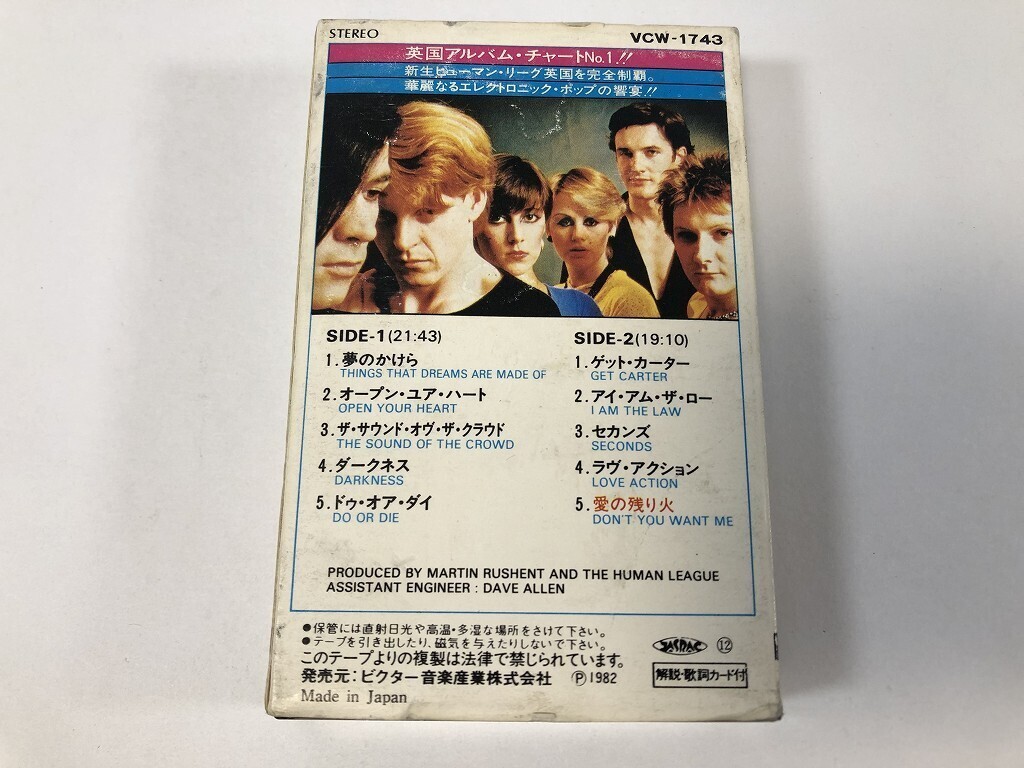 STEREO
VCW-1743
英国アルバム・チャートNo.1!!
新生ヒューマン・リーグ英国を完全制覇。
華麗なるエレクトロニック・ポップの饗宴!!
SIDE-1(21:43)
1.夢のかけら
THINGS THAT DREAMS ARE MADE OF
2.オープン・ユア・ハート
OPEN YOUR HEART
3.ザ・サウンド・オヴ・ザ・クラウド
THE SOUND OF THE CROWD
4.ダークネス
DARKNESS
5.ドゥ・オア・ダイ
DO OR DIE
SIDE-2(19:10)
1.ゲット・カーター
GET CARTER
2.アイ・アム・ザ・ロー
I AM THE LAW
3.セカンズ
SECONDS
4.ラヴ・アクション
LOVE ACTION
5.愛の残り火
DON'T YOU WANT ME
PRODUCED BY MARTIN RUSHENT AND THE HUMAN LEAGUE
ASSISTANT ENGINEER : DAVE ALLEN
●保管には直射日光や高温・多湿な場所をさけて下さい。
●テープを引き出したり、磁気を与えたりしないで下さい。
このテープよりの複製は法律で禁じられています。
発売元:ビクター音楽産業株式会社 Ⓟ1982
Made in Japan
JASRAC ⑫
解説・歌詞カード付